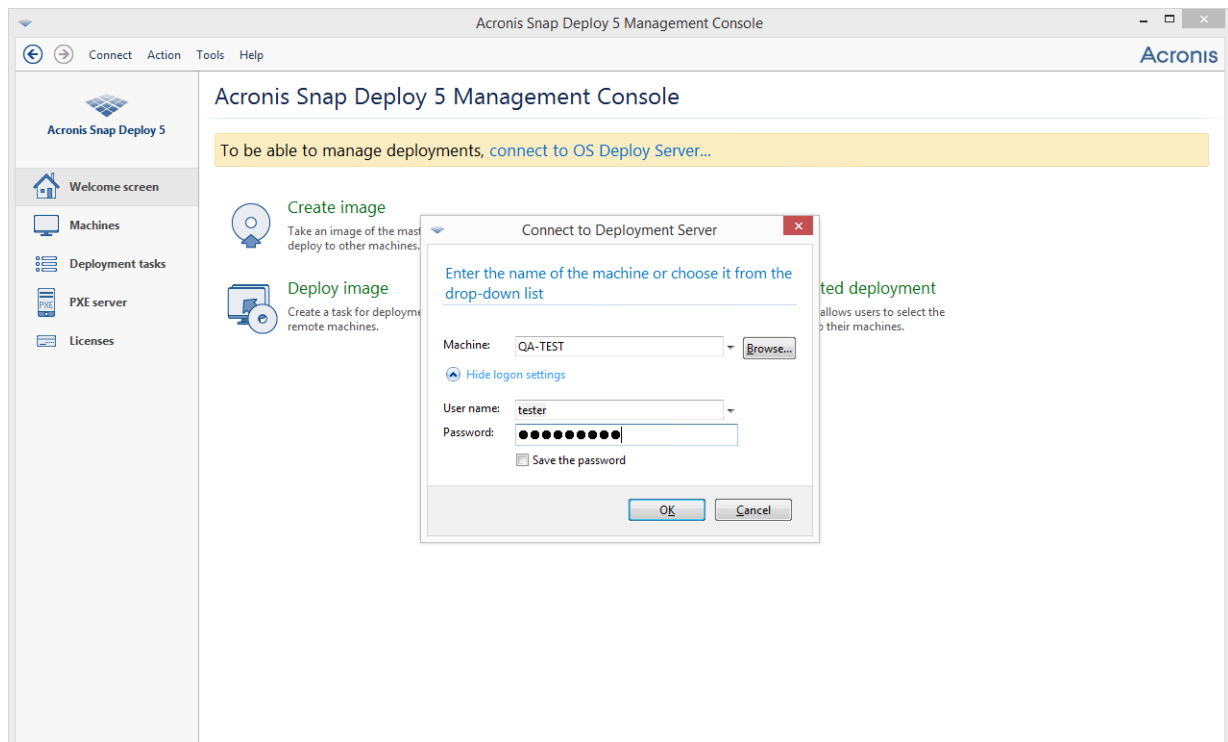 Acronis Snap Deploy 5 Management Console
Connect Action Tools Help
Acronis
Acronis Snap Deploy 5
Welcome screen
Machines
Deployment tasks
PXE
PXE server
Licenses
Acronis Snap Deploy 5 Management Console
To be able to manage deployments, connect to OS Deploy Server...
Create image
Take an image of the mast
deploy to other machines.
Deploy image
Create a task for deployme
remote machines.
ted deployment
allows users to select the
their machines.
Connect to Deployment Server
Enter the name of the machine or choose it from the
drop-down list
Machine: QA-TEST Browse...
Hide logon settings
User name: tester
Password: ●●●●●●●●●
Save the password
OK Cancel